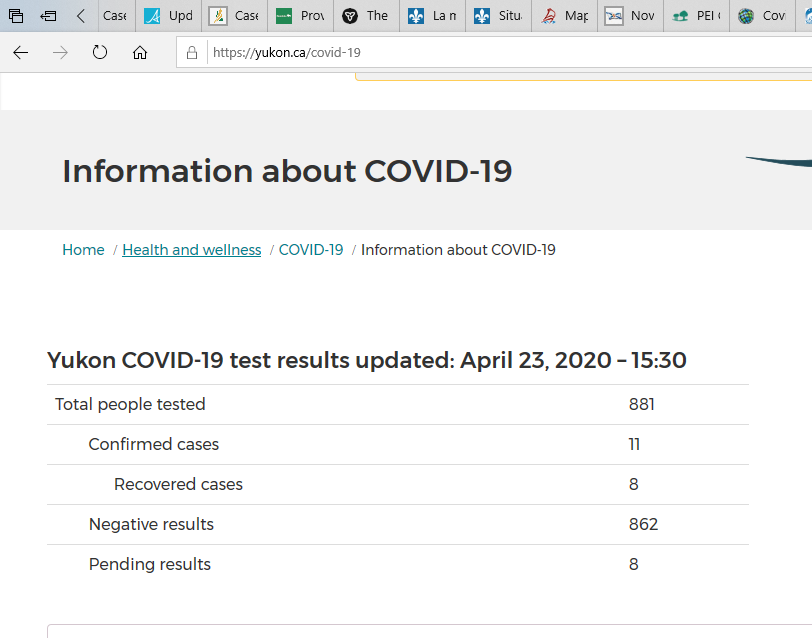 Case Upd Case Prov The La m Situ Map Nov PEI Cov
https://yukon.ca/covid-19
Information about COVID-19
Home / Health and wellness / COVID-19 / Information about COVID-19
Yukon COVID-19 test results updated: April 23, 2020 – 15:30
Total people tested 881
Confirmed cases 11
Recovered cases 8
Negative results 862
Pending results 8